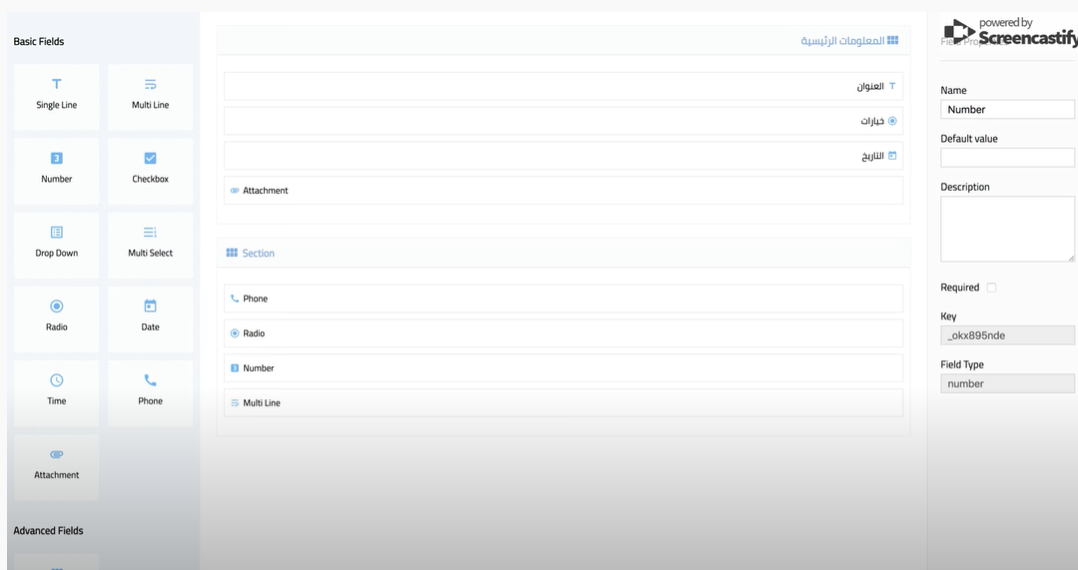 Basic Fields
Single Line
Multi Line
Number
Checkbox
Drop Down
Multi Select
Radio
Date
Time
Phone
Attachment
Advanced Fields
المعلومات الرئيسية
العنوان
خيارات
التاريخ
Attachment
Section
Phone
Radio
Number
Multi Line
powered by
Screencastify
Field Properties
Name
Number
Default value
Description
Required
Key
_okx895nde
Field Type
number